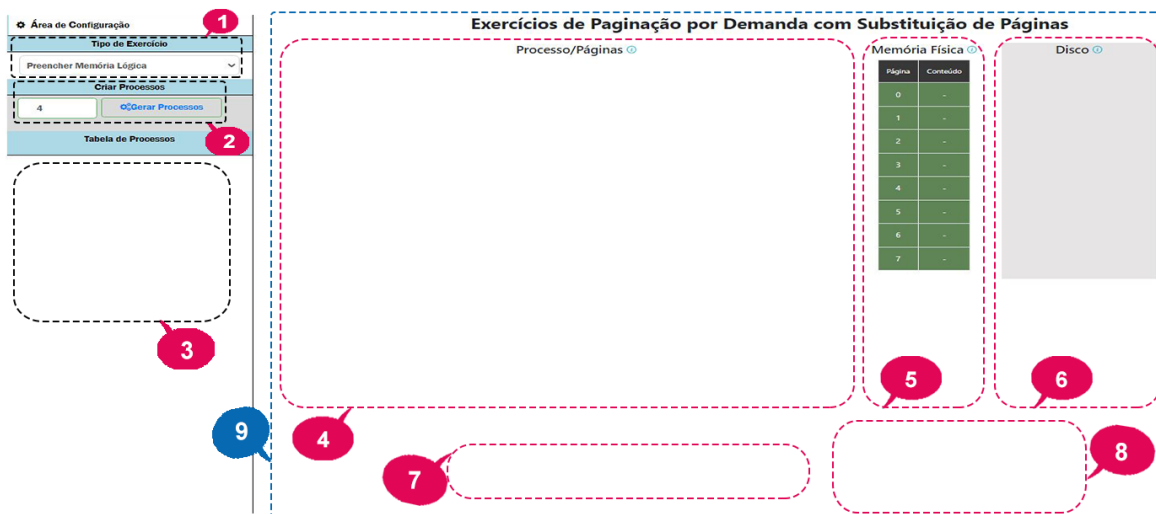 Exercícios de Paginação por Demanda com Substituição de Páginas
Área de Configuração
1
Tipo de Exercício
Preencher Memória Lógica
Criar Processos
4
Gerar Processos
2
Tabela de Processos
3
Processo/Páginas
4
Memória Física
Página Conteúdo
0 -
1 -
2 -
3 -
4 -
5 -
6 -
7 -
5
Disco
6
9
7
8